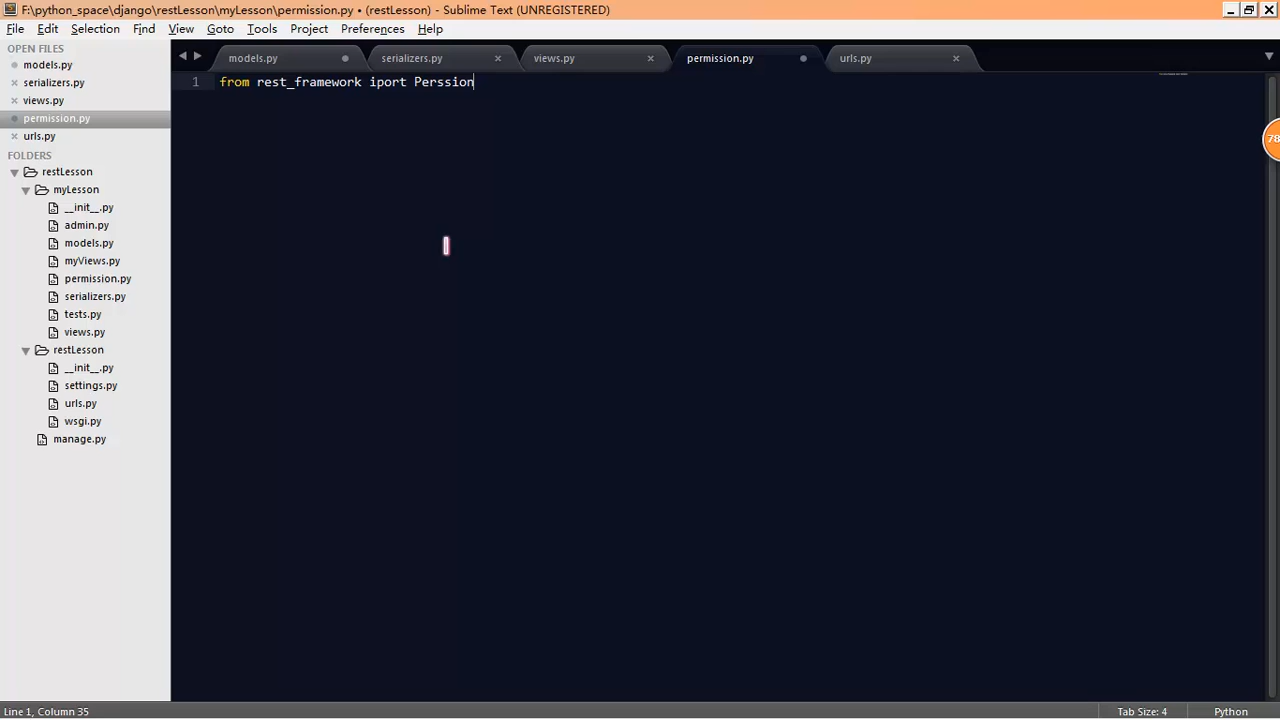 F:\python_space\django\restLesson\myLesson\permission.py • (restLesson) - Sublime Text (UNREGISTERED)
File Edit Selection Find View Goto Tools Project Preferences Help
OPEN FILES
models.py
serializers.py
views.py
permission.py
urls.py
FOLDERS
restLesson
myLesson
__init__.py
admin.py
models.py
myViews.py
permission.py
serializers.py
tests.py
views.py
restLesson
__init__.py
settings.py
urls.py
wsgi.py
manage.py
models.py serializers.py views.py permission.py urls.py
1 from rest_framework iport Perssion
78
Line 1, Column 35 Tab Size: 4 Python